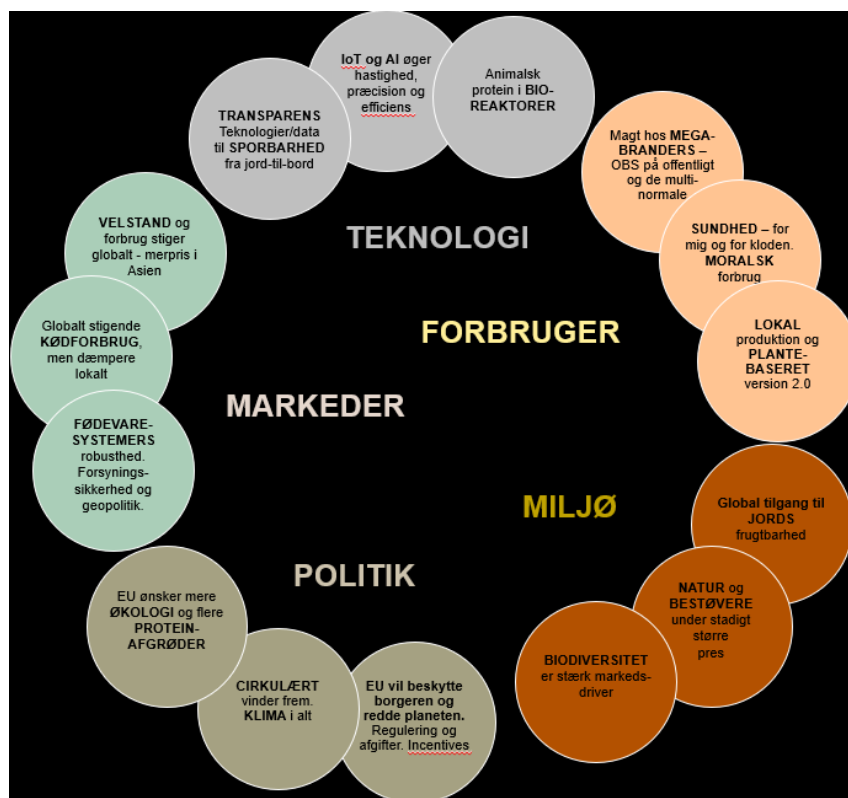 IoT og AI øger
hastighed,
præcision og
efficiens
Animalsk
protein i BIO-
REAKTORER
TRANSPARENS
Teknologier/data
til SPORBARHED
fra jord-til-bord
Magt hos MEGA-
BRANDERS –
OBS på offentligt
og de multi-
normale
SUNDHED – for
mig og for kloden.
MORALSK
forbrug
LOKAL
produktion og
PLANTE-
BASERET
version 2.0
VELSTAND og
forbrug stiger
globalt - merpris i
Asien
Globalt stigende
KØDFORBRUG,
men dæmpere
lokalt
FØDEVARE-
SYSTEMERS
robusthed.
Forsynings-
sikkerhed og
geopolitik.
TEKNOLOGI
FORBRUGER
MARKEDER
MILJØ
POLITIK
Global tilgang til
JORDS
frugtbarhed
NATUR og
BESTØVERE
under stadigt
større
pres
BIODIVERSITET
er stærk markeds-
driver
EU ønsker mere
ØKOLOGI og flere
PROTEIN-
AFGRØDER
CIRKULÆRT
vinder frem.
KLIMA i alt
EU vil beskytte
borgeren og
redde planeten.
Regulering og
afgifter. Incentives